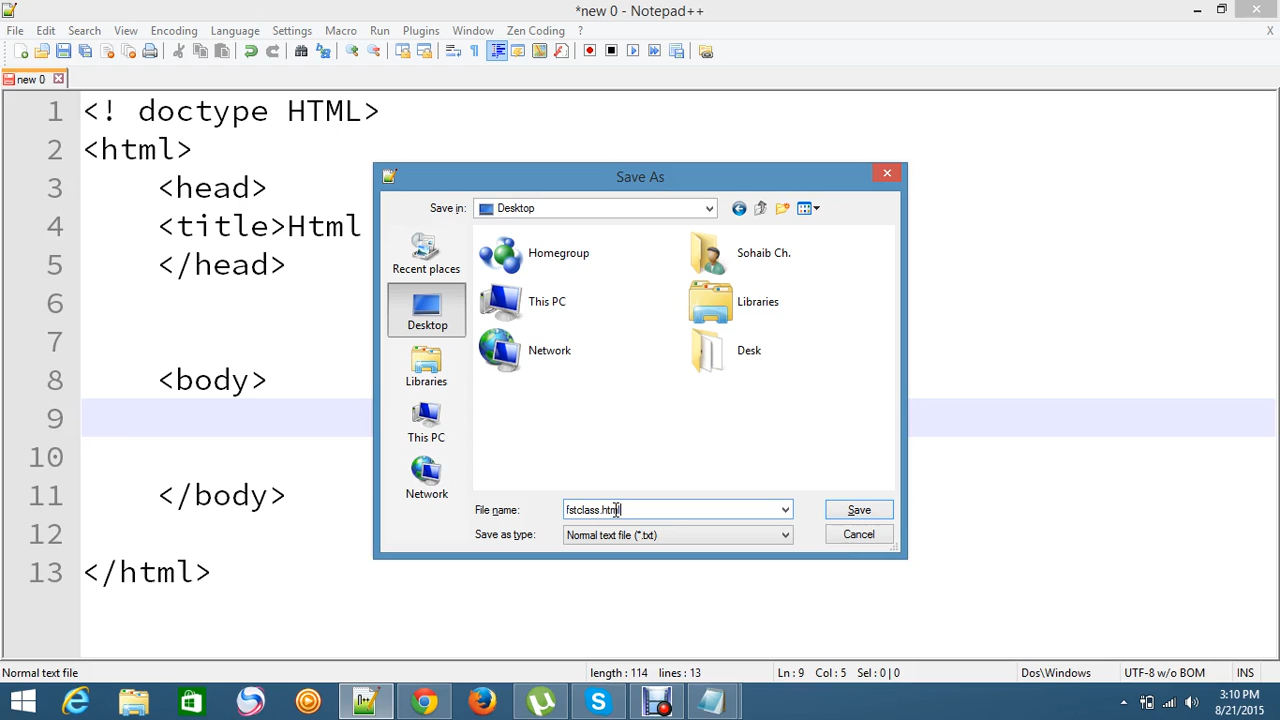 *new 0 - Notepad++
File Edit Search View Encoding Language Settings Macro Run Plugins Window Zen Coding ? X
new 0
1 <! doctype HTML>
2 <html>
3 <head>
4 <title>Html
5 </head>
6
7
8 <body>
9
10
11 </body>
12
13 </html>
Save As
Save in: Desktop
Recent places
Desktop
Libraries
This PC
Network
Homegroup
Sohaib Ch.
This PC
Libraries
Network
Desk
File name: fstclass.html Save
Save as type: Normal text file (*.txt) Cancel
Normal text file length : 114 lines : 13 Ln : 9 Col : 5 Sel : 0 | 0 Dos\Windows UTF-8 w/o BOM INS
3:10 PM
8/21/2015